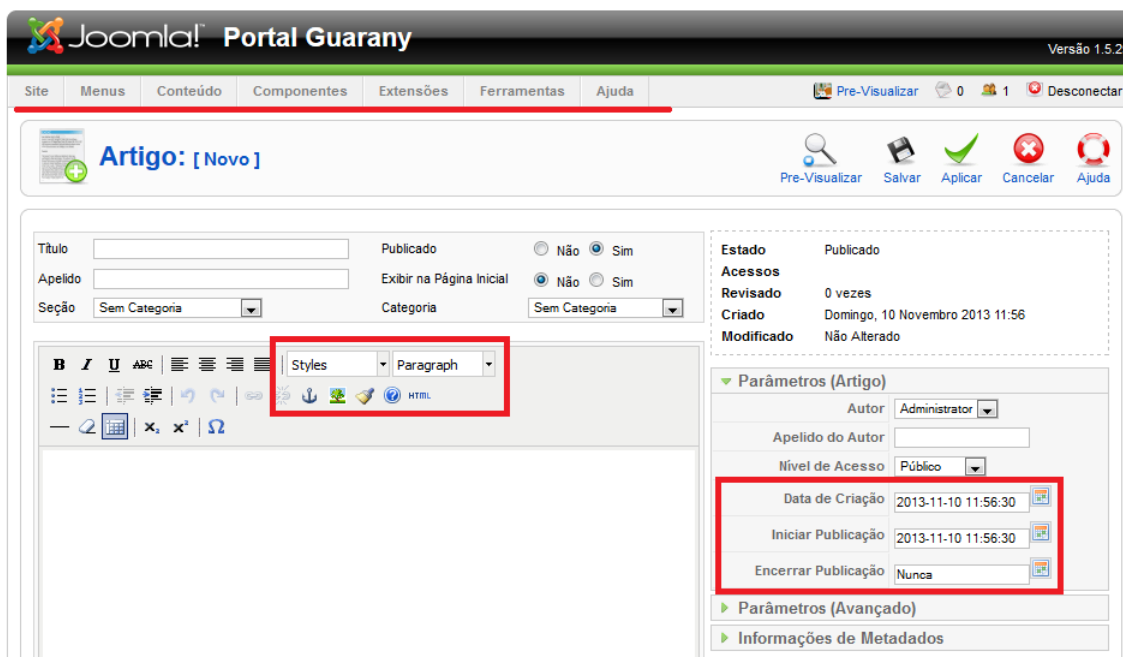 Joomla! Portal Guarany
Versão 1.5.2
Site Menus Conteúdo Componentes Extensões Ferramentas Ajuda Pre-Visualizar 0 1 Desconectar
Artigo: [ Novo ]
Pre-Visualizar Salvar Aplicar Cancelar Ajuda
Título Publicado Não Sim
Apelido Exibir na Página Inicial Não Sim
Seção Sem Categoria Categoria Sem Categoria
Estado Publicado
Acessos
Revisado 0 vezes
Criado Domingo, 10 Novembro 2013 11:56
Modificado Não Alterado
B I U ABC Styles Paragraph
HTML
x₂ x² Ω
Parâmetros (Artigo)
Autor Administrator
Apelido do Autor
Nível de Acesso Público
Data de Criação 2013-11-10 11:56:30
Iniciar Publicação 2013-11-10 11:56:30
Encerrar Publicação Nunca
Parâmetros (Avançado)
Informações de Metadados